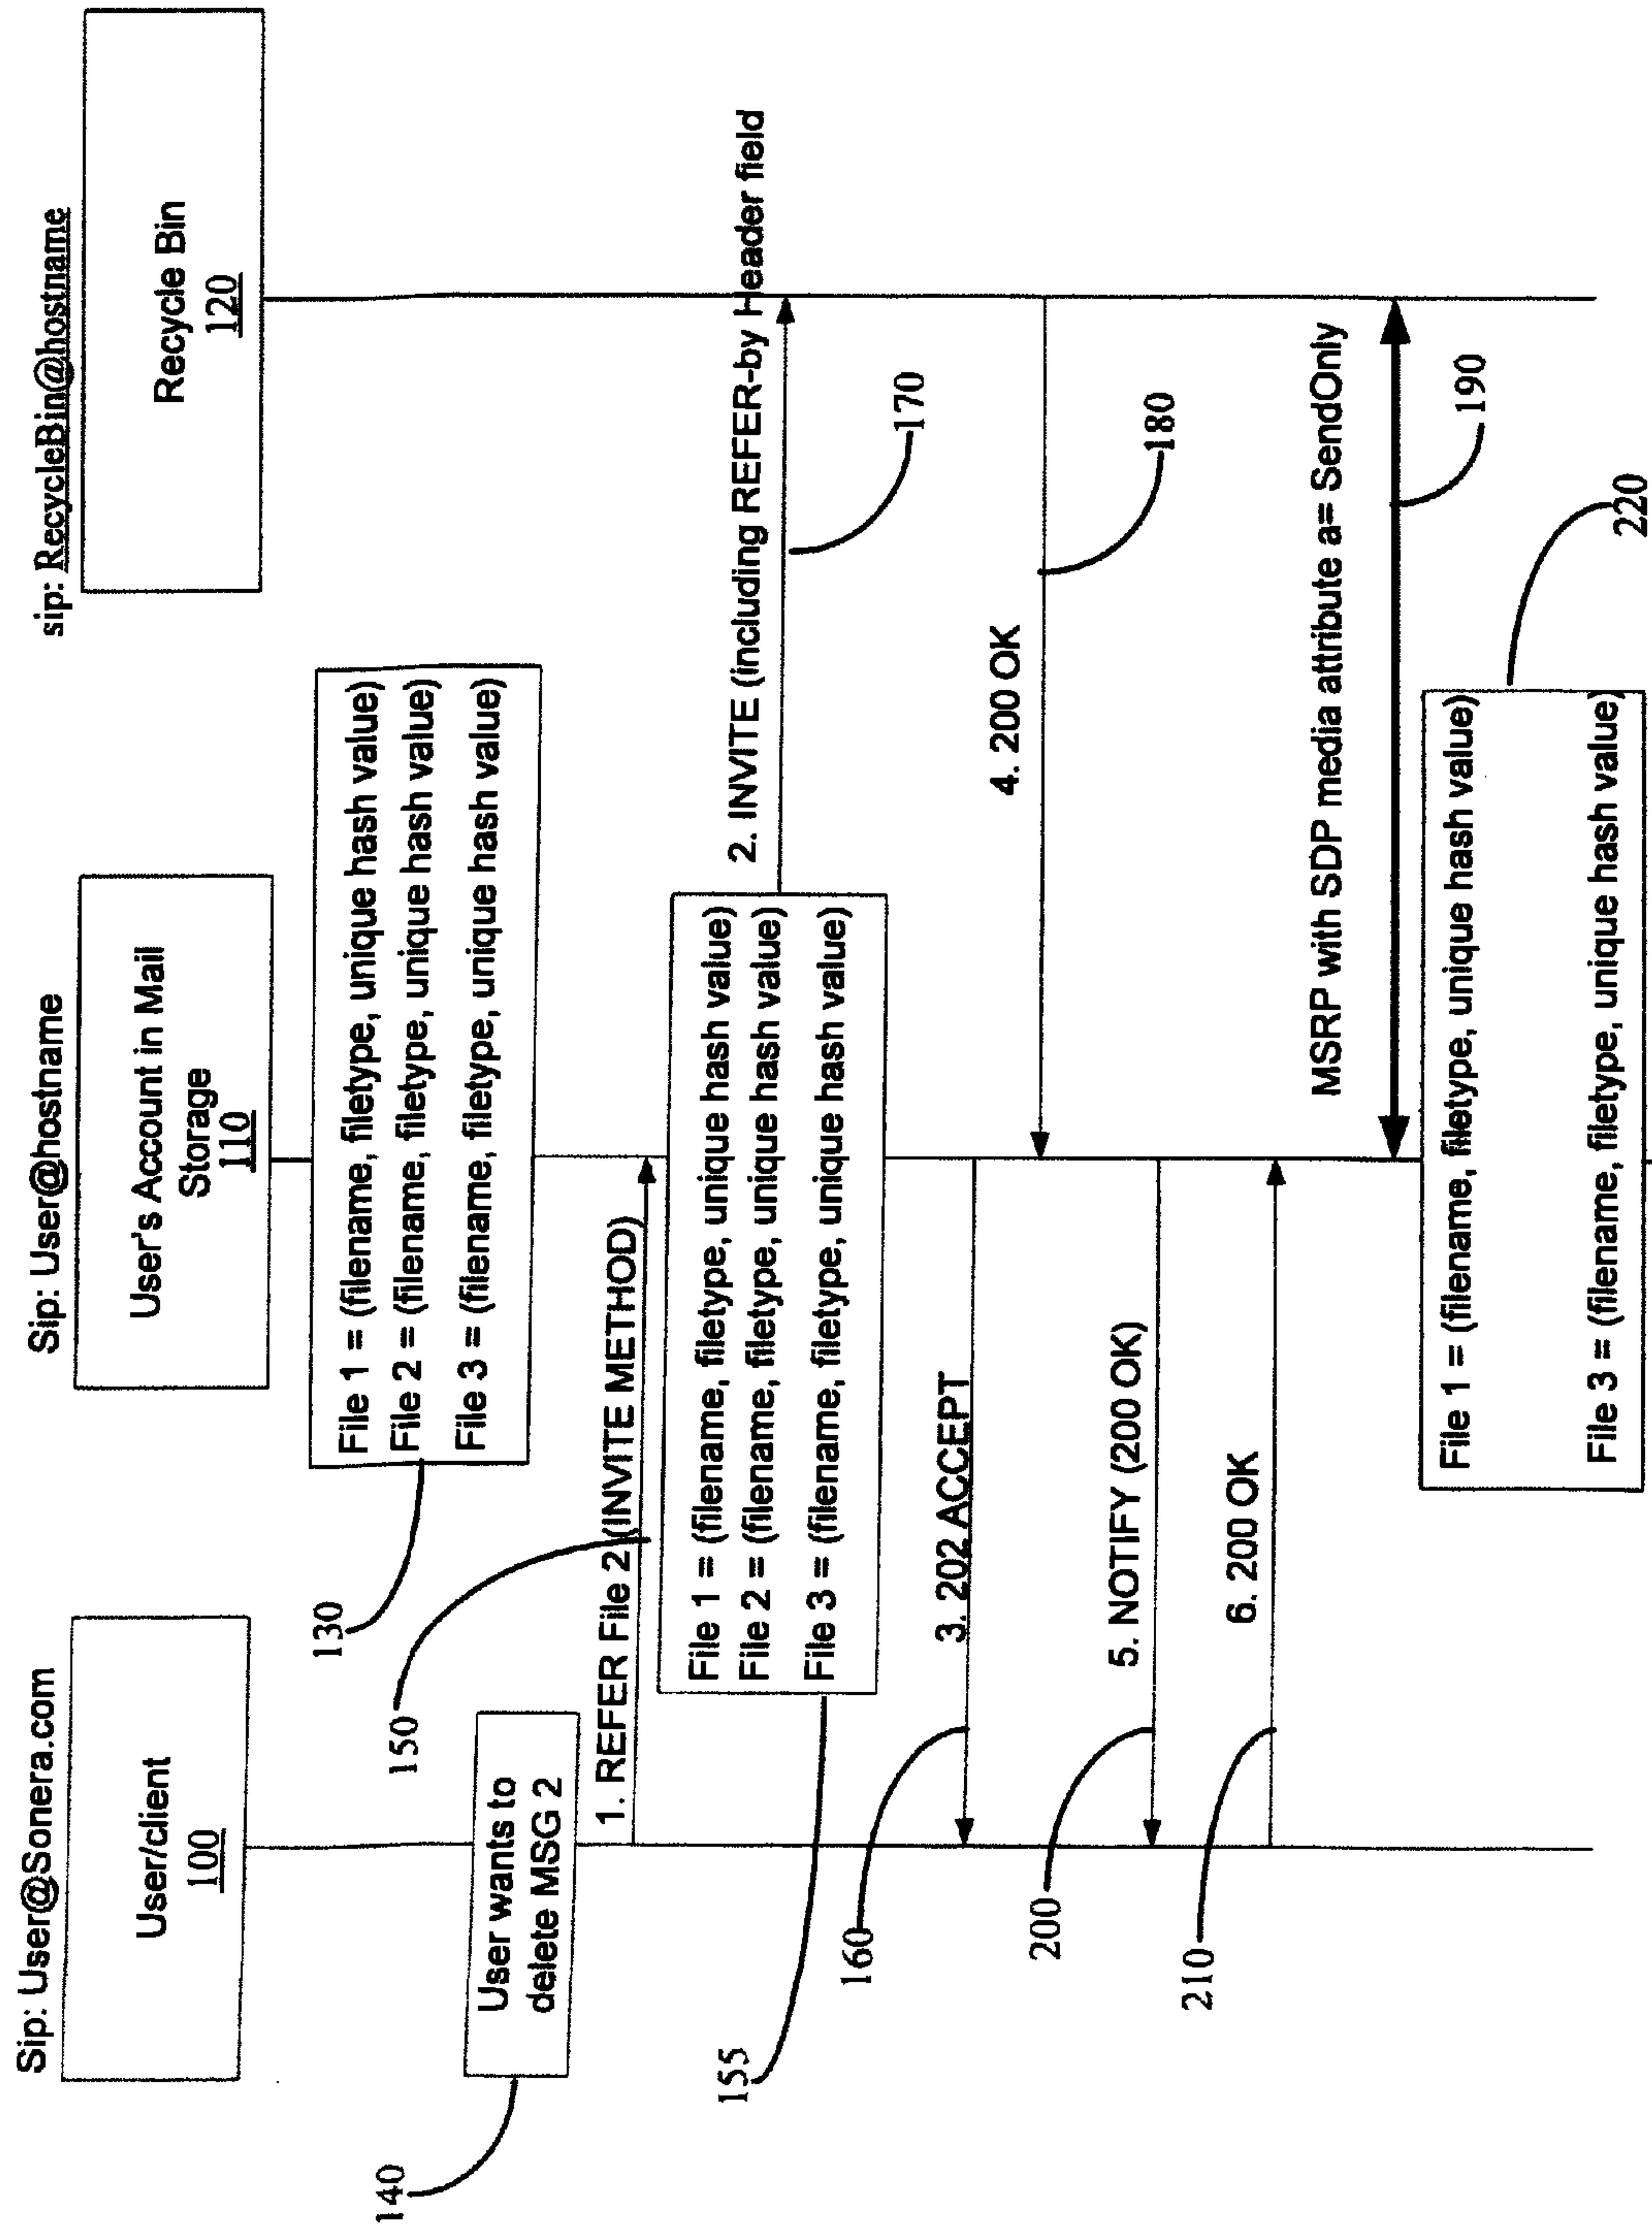 Sip: User@Sonera.com
User/client
100
Sip: User@hostname
User's Account in Mail
Storage
110
sip: RecycleBin@hostname
Recycle Bin
120
File 1 = (filename, filetype, unique hash value)
File 2 = (filename, filetype, unique hash value)
File 3 = (filename, filetype, unique hash value)
130
User wants to
delete MSG 2
140
1. REFER File 2 (INVITE METHOD)
150
File 1 = (filename, filetype, unique hash value)
File 2 = (filename, filetype, unique hash value)
File 3 = (filename, filetype, unique hash value)
155
2. INVITE (including REFER-by Header field
170
3. 202 ACCEPT
160
4. 200 OK
180
5. NOTIFY (200 OK)
200
6. 200 OK
210
MSRP with SDP media attribute a= SendOnly
190
File 1 = (filename, filetype, unique hash value)
File 3 = (filename, filetype, unique hash value)
220